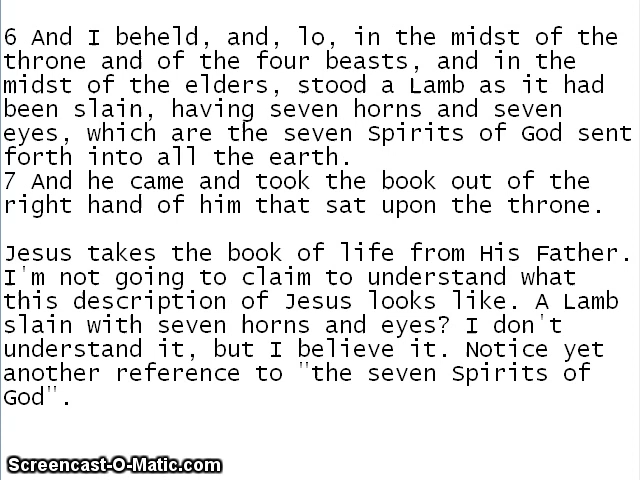 6 And I beheld, and, lo, in the midst of the
throne and of the four beasts, and in the
midst of the elders, stood a Lamb as it had
been slain, having seven horns and seven
eyes, which are the seven Spirits of God sent
forth into all the earth.
7 And he came and took the book out of the
right hand of him that sat upon the throne.
Jesus takes the book of life from His Father.
I'm not going to claim to understand what
this description of Jesus looks like. A Lamb
slain with seven horns and eyes? I don't
understand it, but I believe it. Notice yet
another reference to "the seven Spirits of
God".
Screencast-O-Matic.com